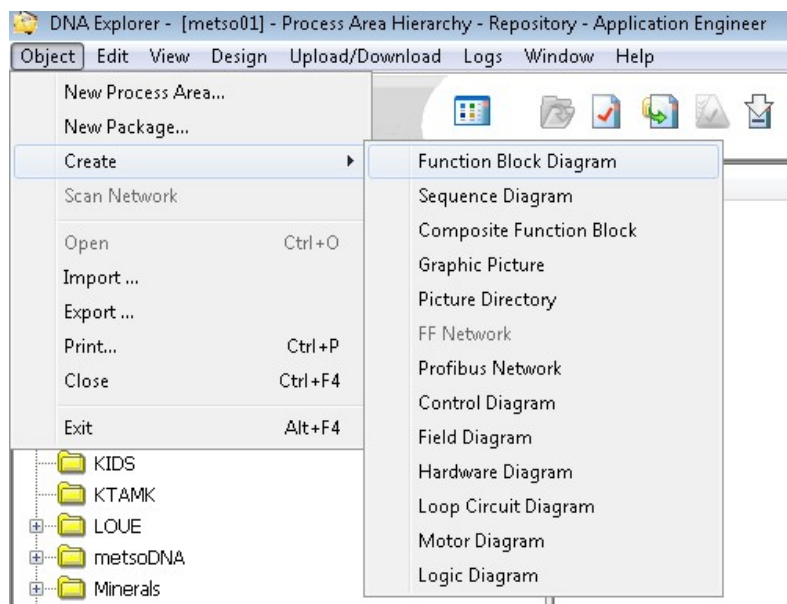 DNA Explorer - [metso01] - Process Area Hierarchy - Repository - Application Engineer
Object Edit View Design Upload/Download Logs Window Help
New Process Area...
New Package...
Create
Scan Network
Open Ctrl+O
Import ...
Export ...
Print... Ctrl+P
Close Ctrl+F4
Exit Alt+F4
Function Block Diagram
Sequence Diagram
Composite Function Block
Graphic Picture
Picture Directory
FF Network
Profibus Network
Control Diagram
Field Diagram
Hardware Diagram
Loop Circuit Diagram
Motor Diagram
Logic Diagram
KIDS
KTAMK
LOUE
metsoDNA
Minerals